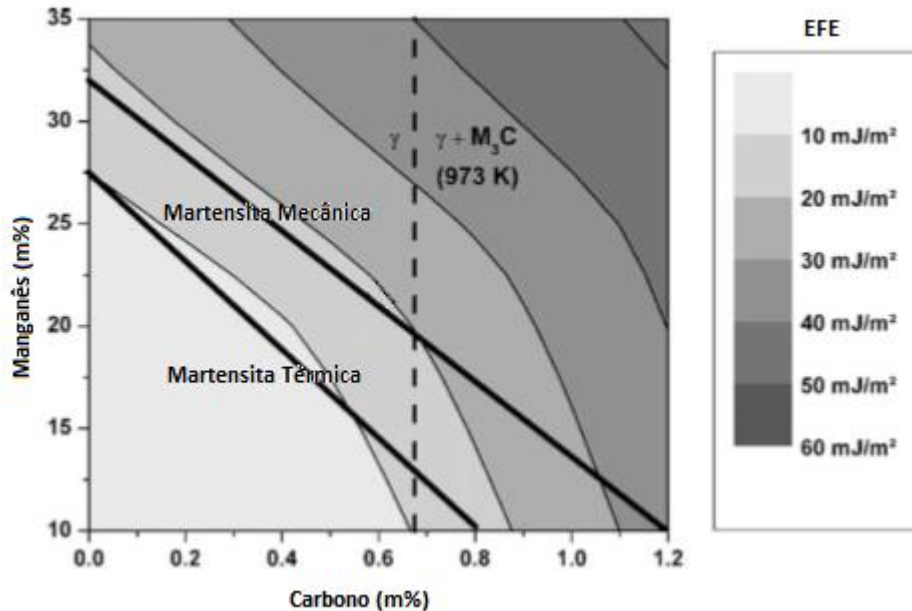 EFE
35
30
25
20
15
10
Manganês (m%)
γ
γ + M₃C
(973 K)
Martensita Mecânica
Martensita Térmica
0.0
0.2
0.4
0.6
0.8
1.0
1.2
Carbono (m%)
10 mJ/m²
20 mJ/m²
30 mJ/m²
40 mJ/m²
50 mJ/m²
60 mJ/m²